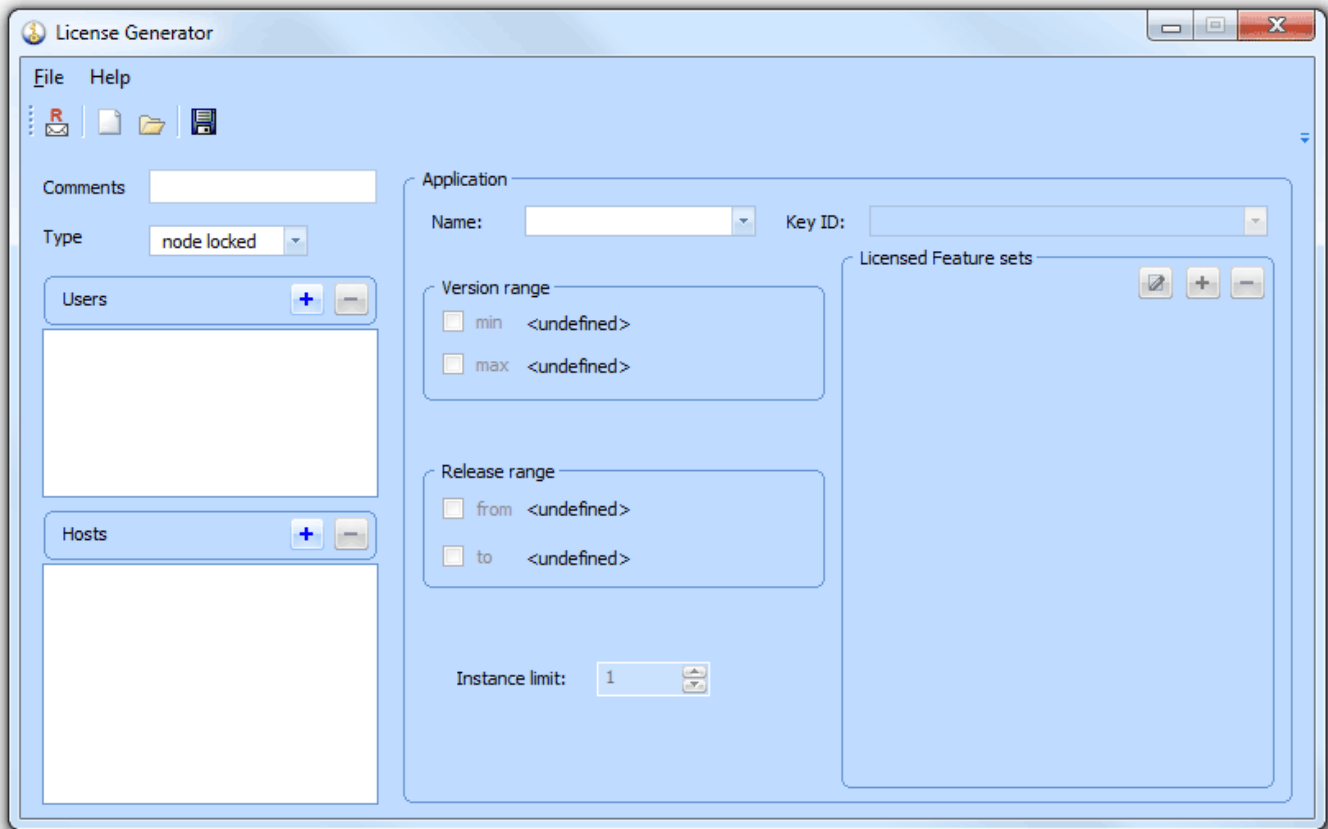 License Generator
File Help
R
Comments
Type node locked
Users
Hosts
Application
Name: Key ID:
Version range
min <undefined>
max <undefined>
Release range
from <undefined>
to <undefined>
Instance limit: 1
Licensed Feature sets